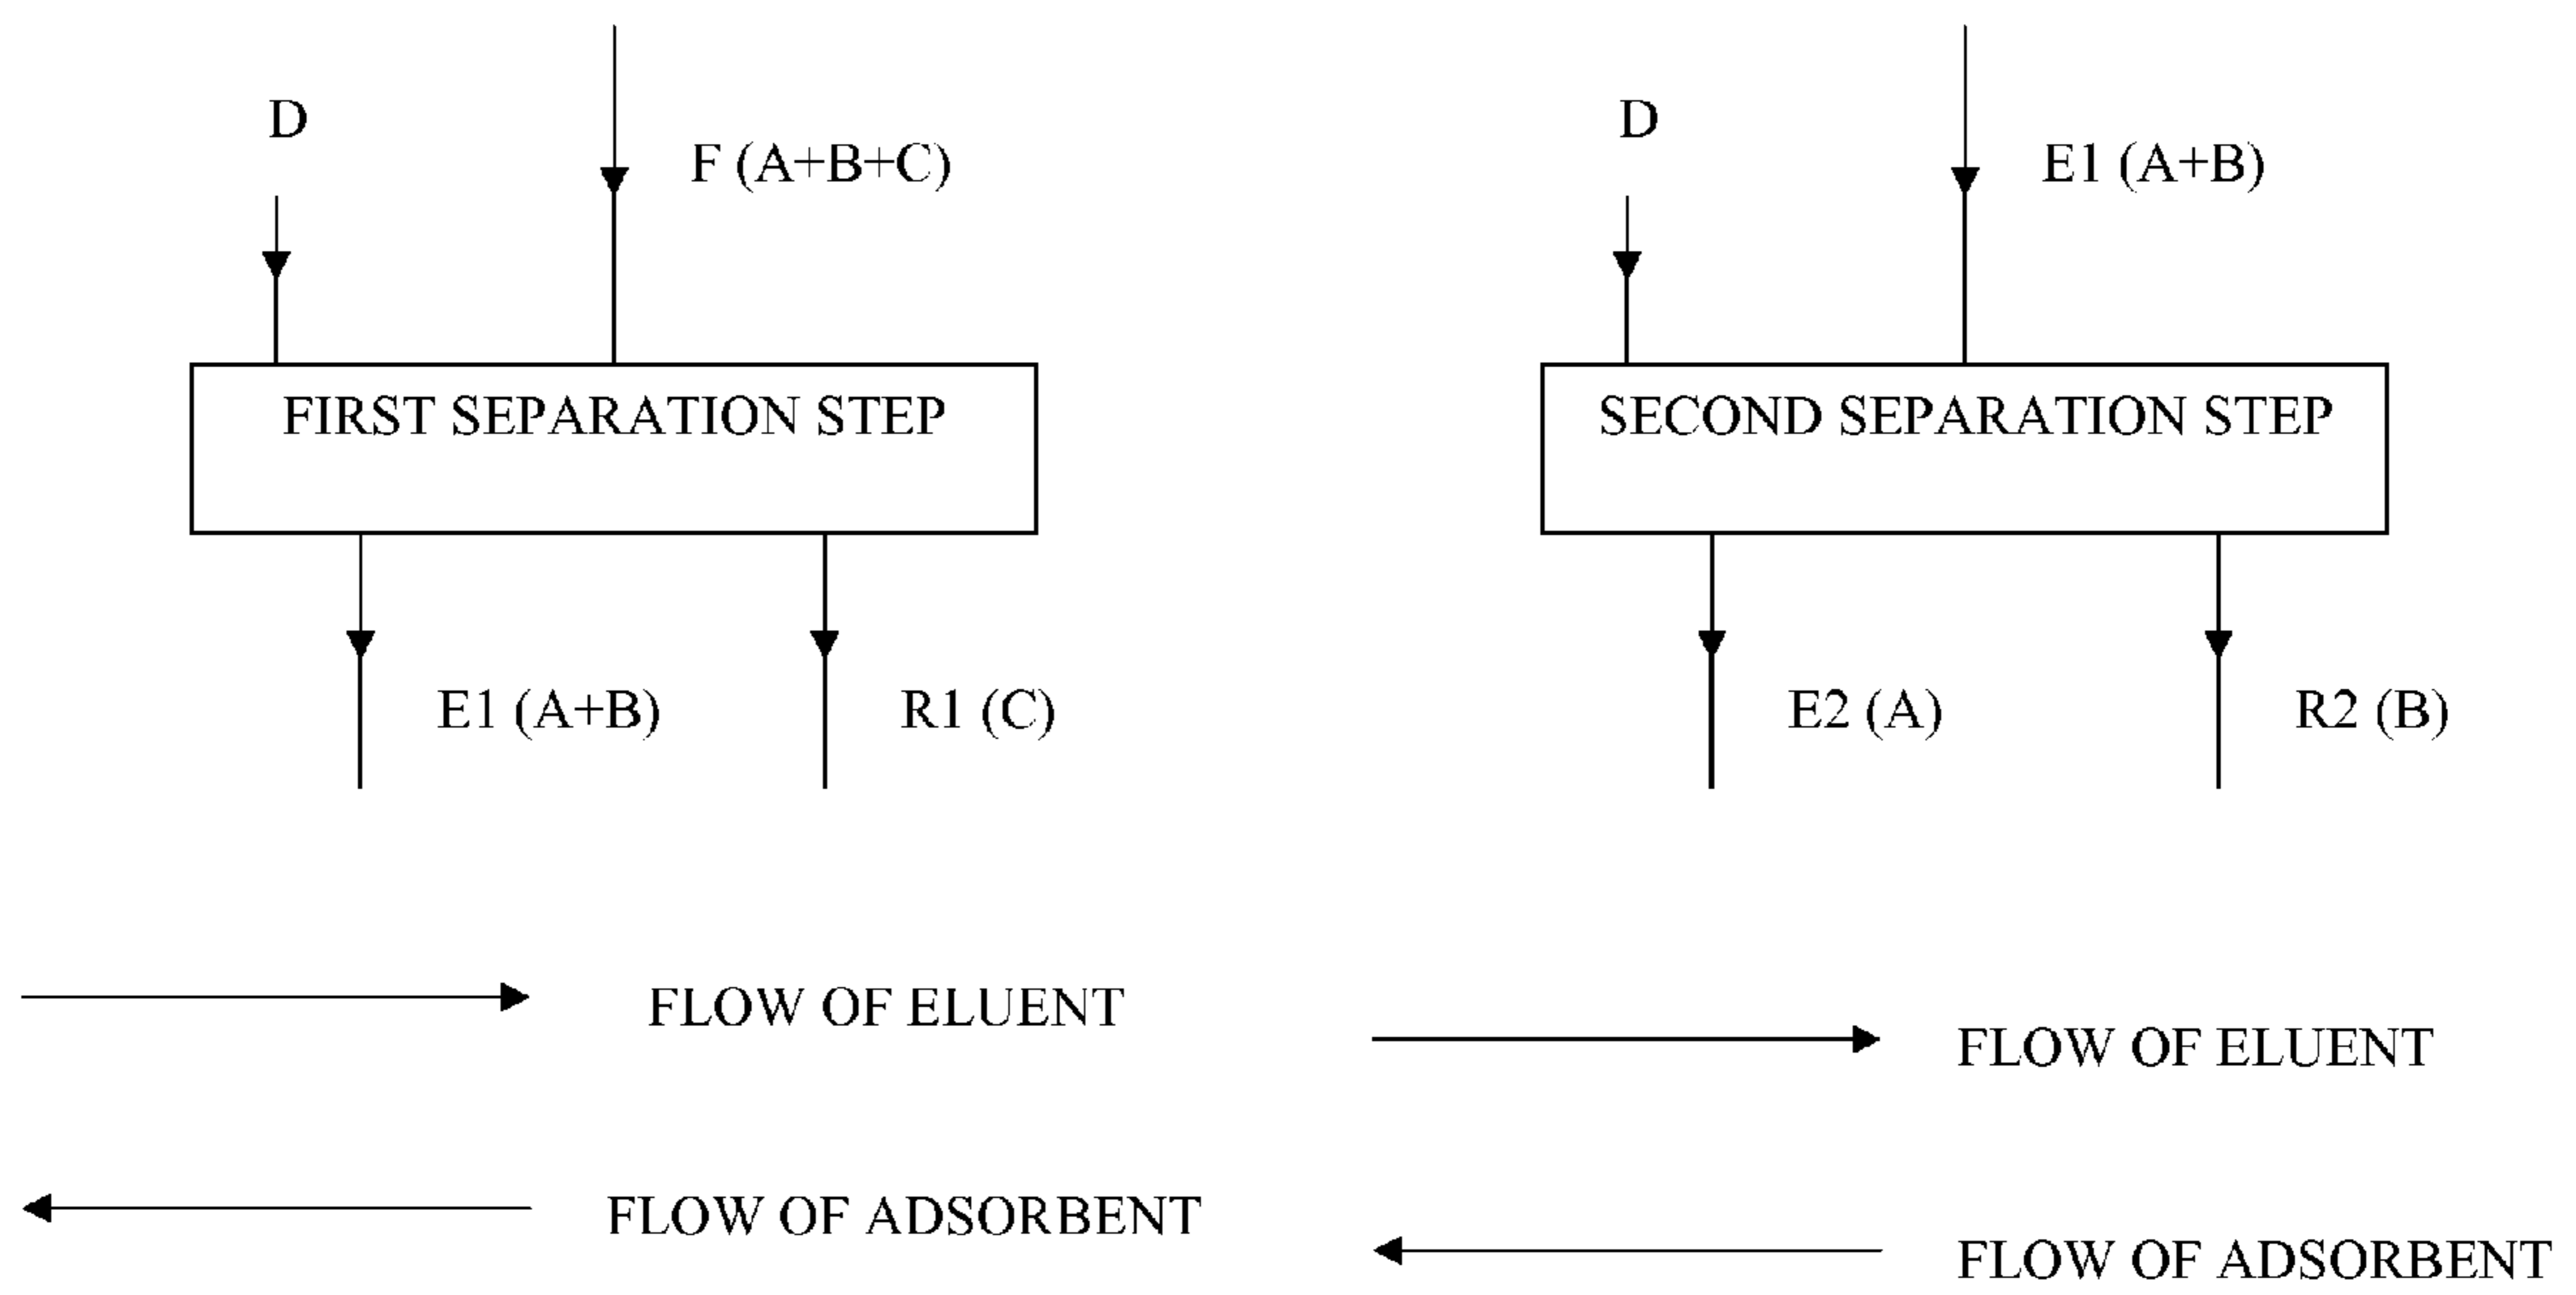 D
F (A+B+C)
FIRST SEPARATION STEP
E1 (A+B)
R1 (C)
FLOW OF ELUENT
FLOW OF ADSORBENT
D
E1 (A+B)
SECOND SEPARATION STEP
E2 (A)
R2 (B)
FLOW OF ELUENT
FLOW OF ADSORBENT